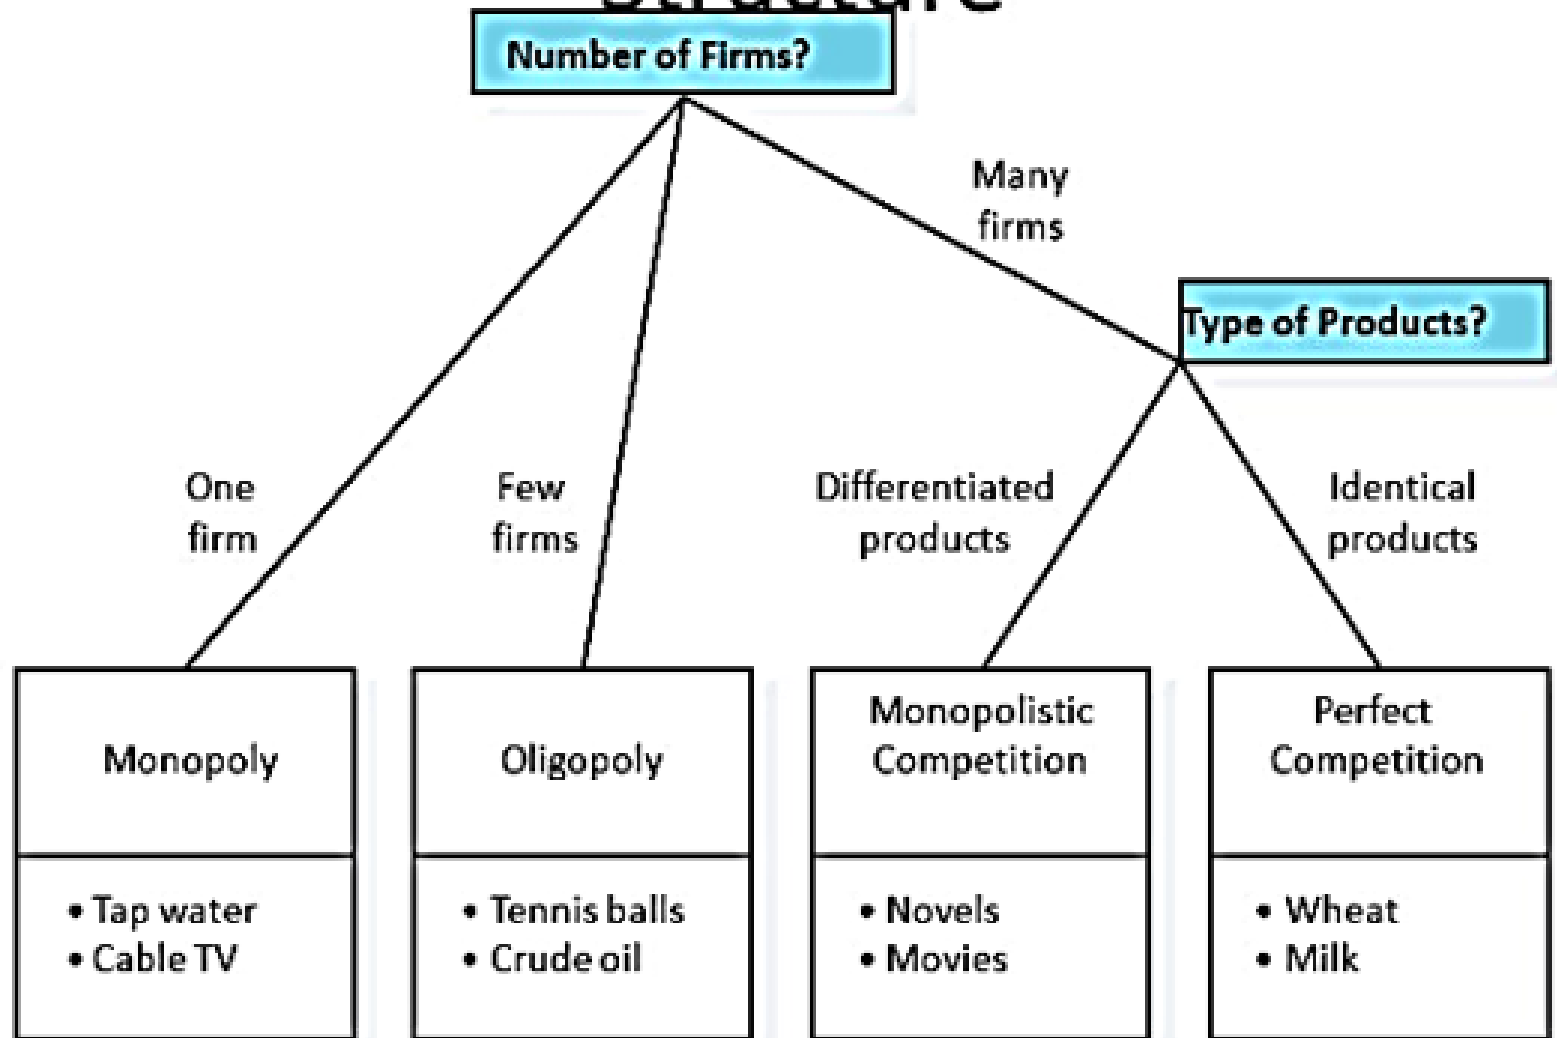 Structure
Number of Firms?
Many
firms
Type of Products?
One
firm
Few
firms
Differentiated
products
Identical
products
Monopoly
Oligopoly
Monopolistic
Competition
Perfect
Competition
• Tap water
• Cable TV
• Tennis balls
• Crude oil
• Novels
• Movies
• Wheat
• Milk